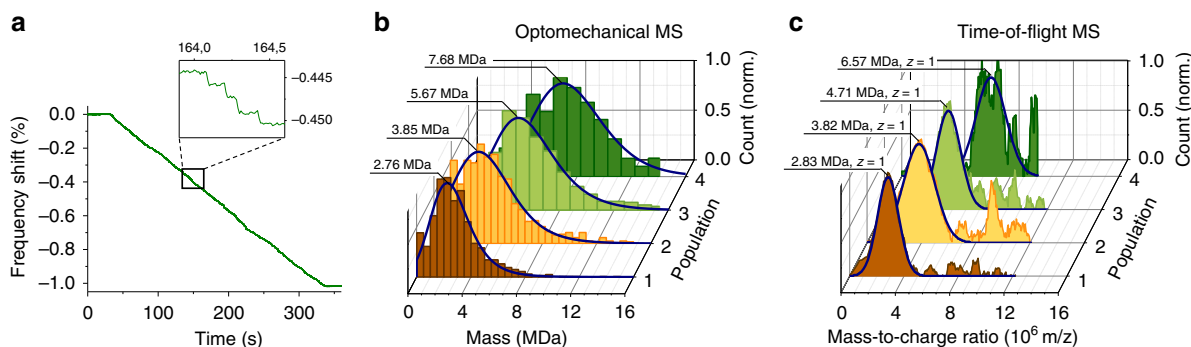 a
164,0 164,5
−0.445
−0.450
0.0
−0.2
−0.4
−0.6
−0.8
−1.0
Frequency shift (%)
0 100 200 300
Time (s)
b
Optomechanical MS
7.68 MDa
5.67 MDa
3.85 MDa
2.76 MDa
1.0
0.5
0.0
Count (norm.)
4
3
2
1
Population
0 4 8 12 16
Mass (MDa)
c
Time-of-flight MS
6.57 MDa, z = 1
4.71 MDa, z = 1
3.82 MDa, z = 1
2.83 MDa, z = 1
1.0
0.5
0.0
Count (norm.)
4
3
2
1
Population
0 4 8 12 16
Mass-to-charge ratio (10⁶ m/z)